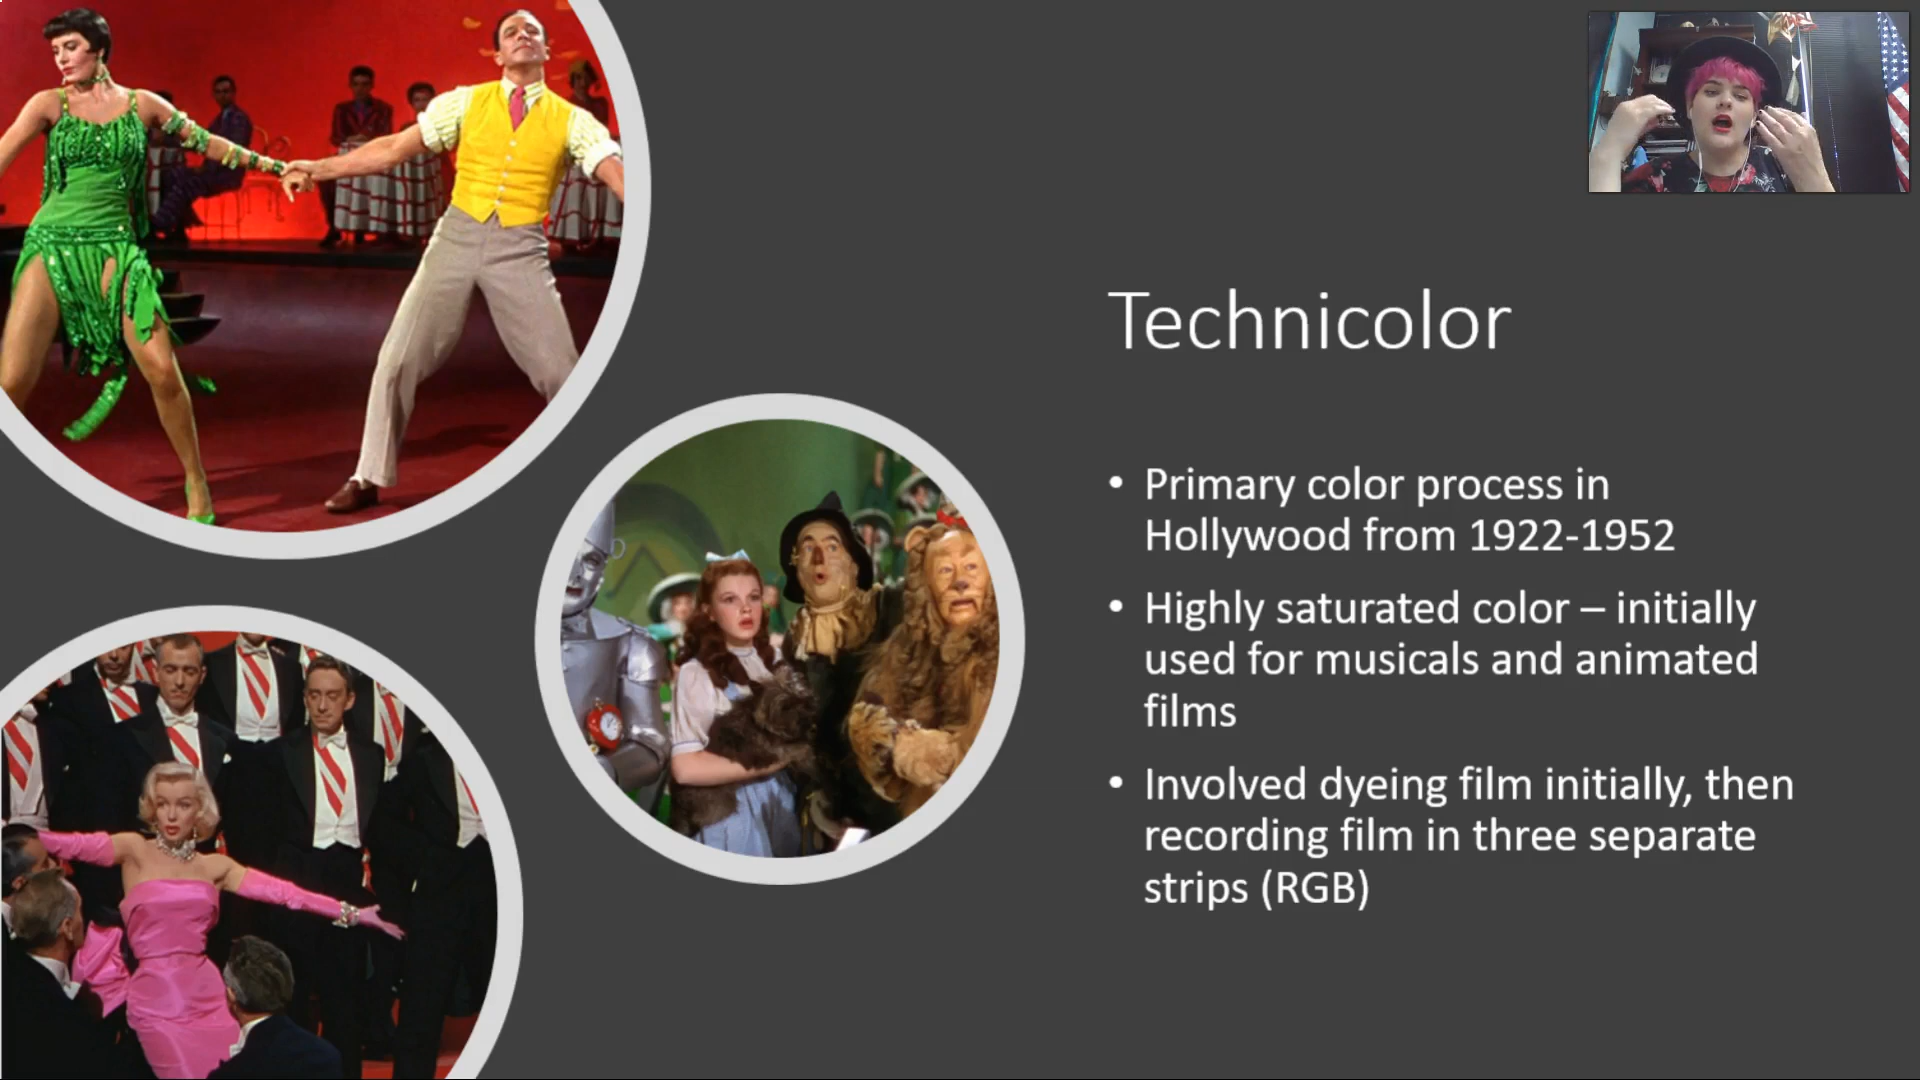 Technicolor
• Primary color process in
Hollywood from 1922-1952
• Highly saturated color – initially
used for musicals and animated
films
• Involved dyeing film initially, then
recording film in three separate
strips (RGB)